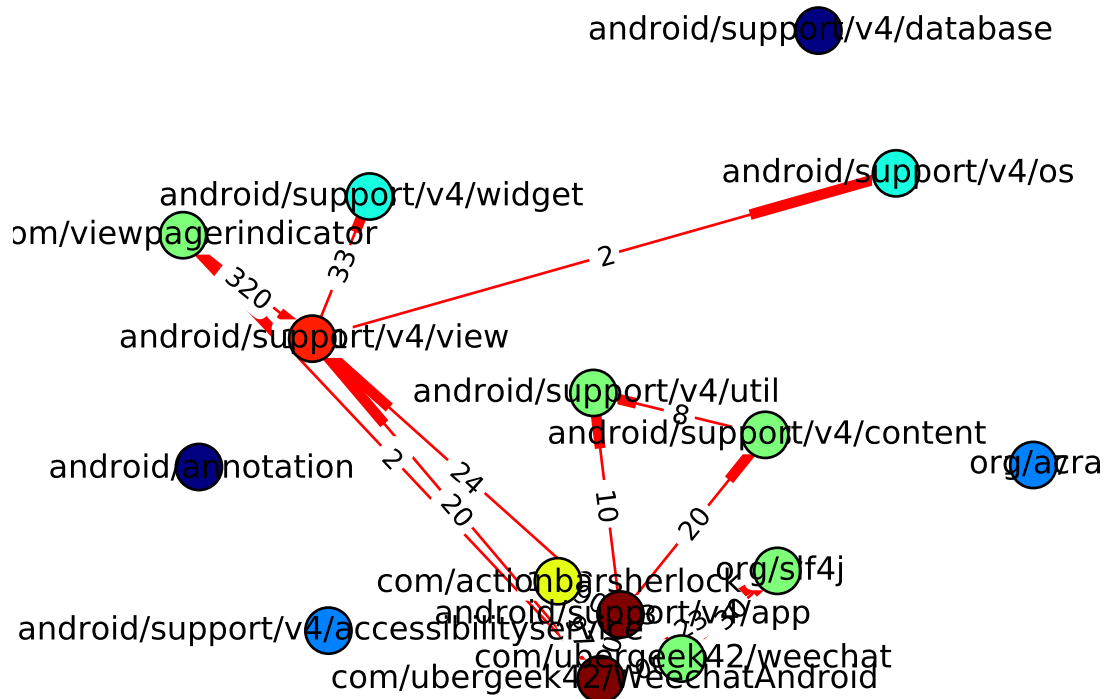 android/support/v4/database
android/support/v4/os
android/support/v4/widget
om/viewpagerindicator
33
2
320
android/support/v4/view
android/support/v4/util
8
android/support/v4/content
2
24
android/annotation
org/acra
20
10
20
org/slf4j
com/actionbarsherlock
android/support/v4/app
android/support/v4/accessibilityservice
com/ubergeek42/weechat
com/ubergeek42/WeechatAndroid